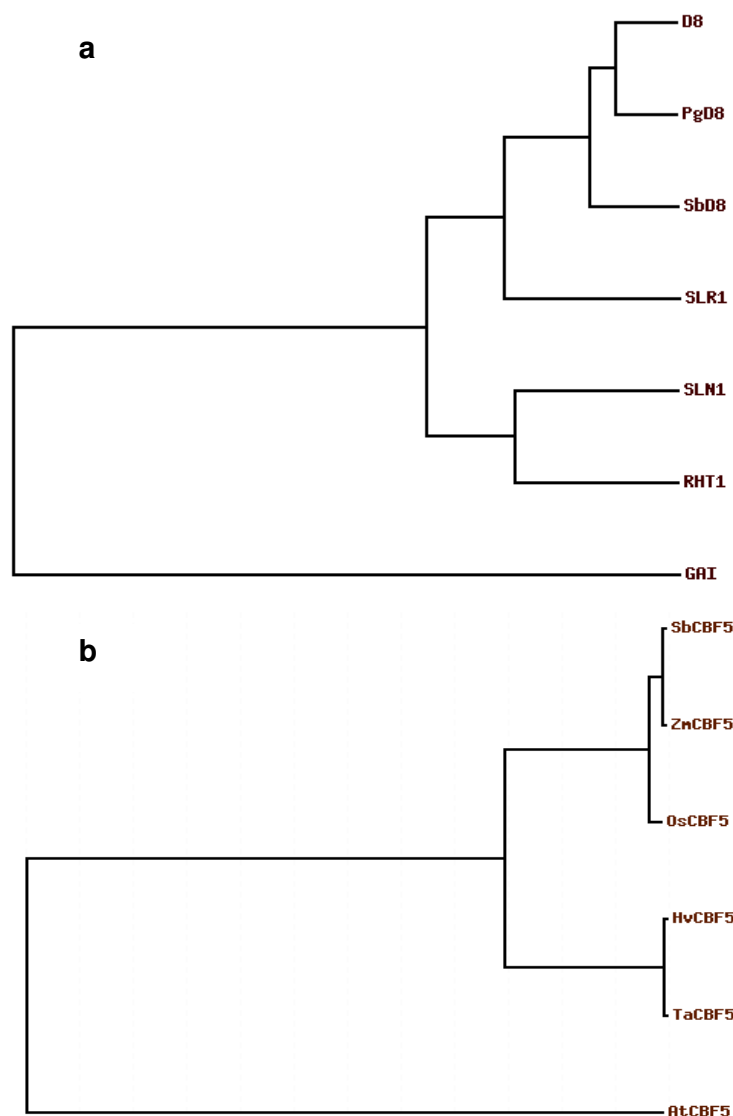 a
D8
PgD8
SbD8
SLR1
SLN1
RHT1
GAI
b
SbCBF5
ZmCBF5
OsCBF5
HvCBF5
TaCBF5
AtCBF5